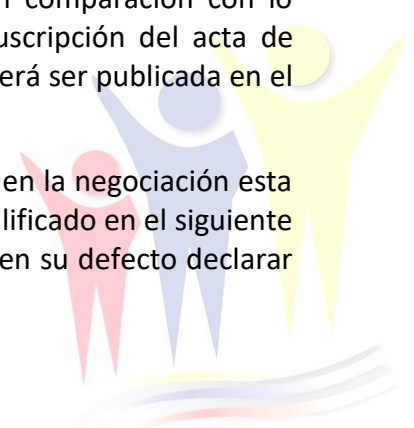 comparación con lo
uscripción del acta de
erá ser publicada en el
en la negociación esta
lificado en el siguiente
en su defecto declarar